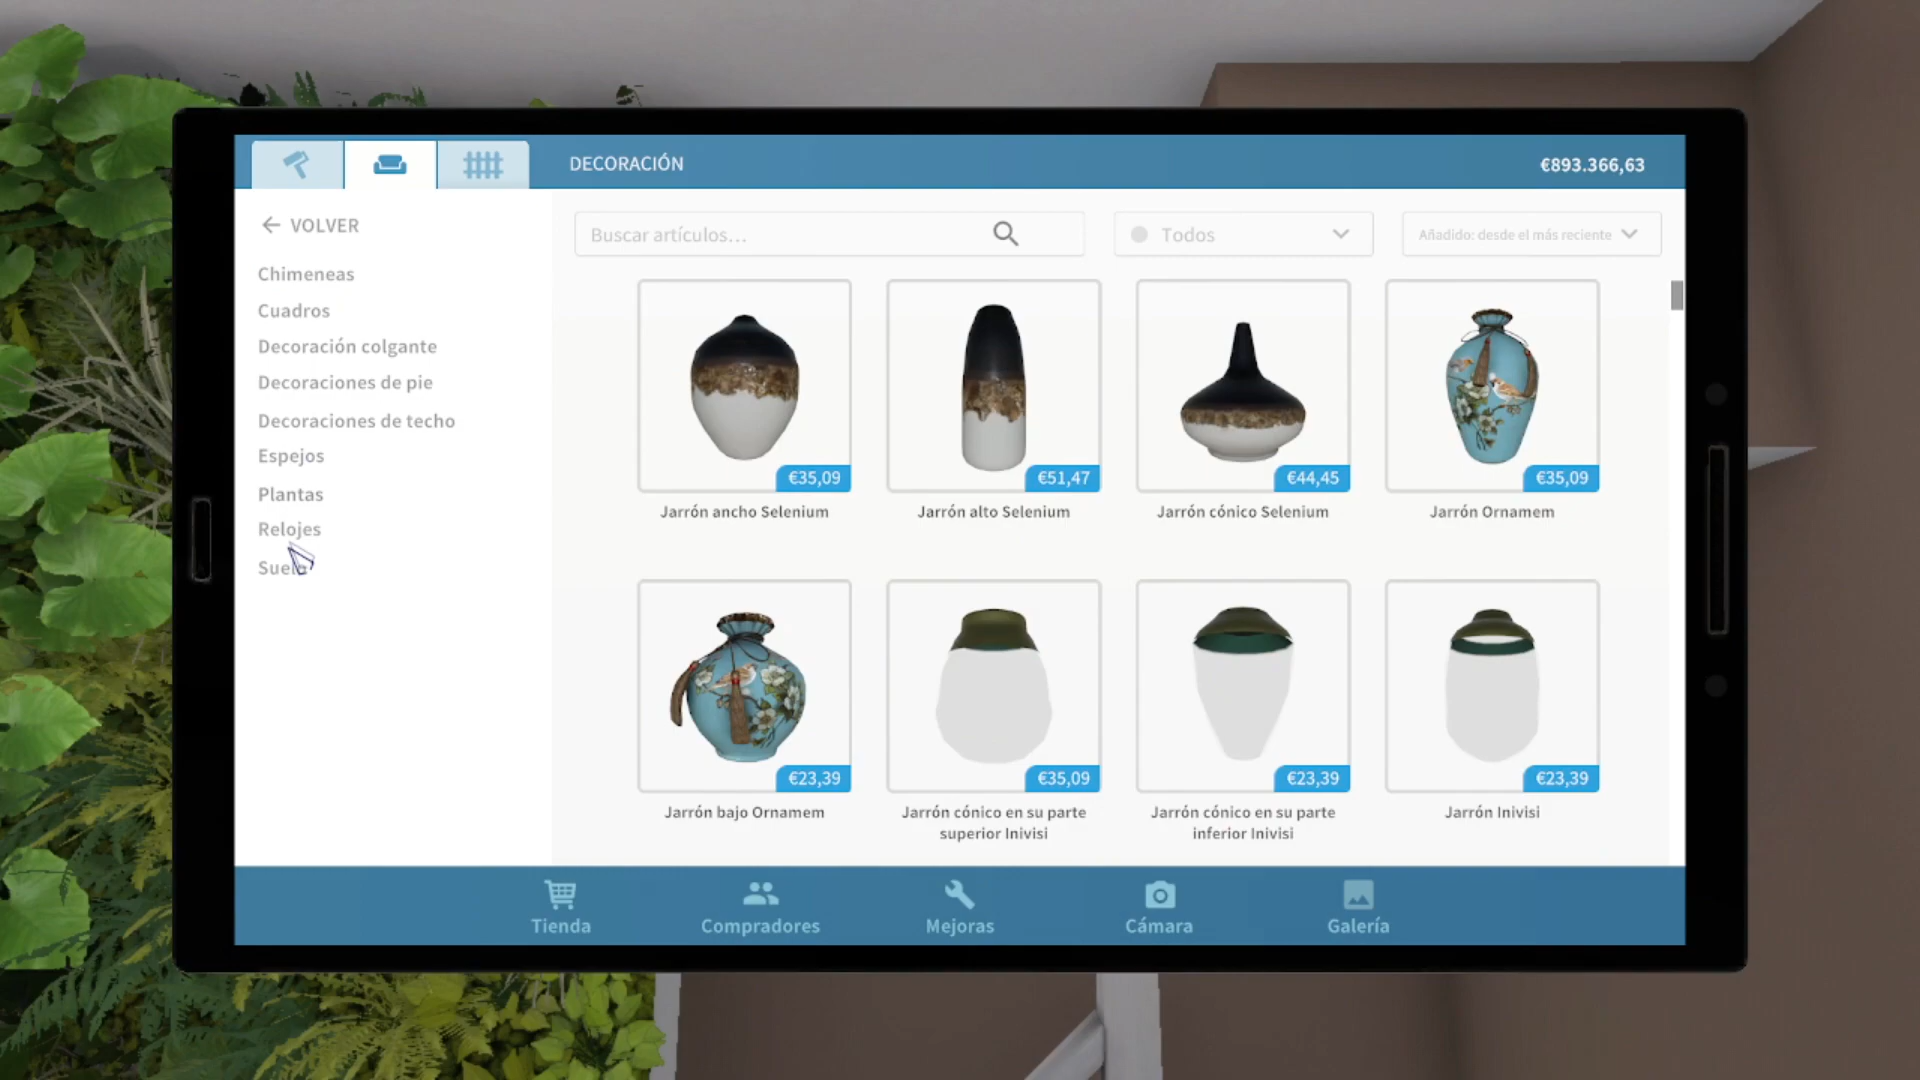 DECORACIÓN
€893.366,63
VOLVER
Chimeneas
Cuadros
Decoración colgante
Decoraciones de pie
Decoraciones de techo
Espejos
Plantas
Relojes
Suelo
Buscar artículos...
Todos
Añadido: desde el más reciente
€35,09
€51,47
€44,45
€35,09
Jarrón ancho Selenium
Jarrón alto Selenium
Jarrón cónico Selenium
Jarrón Ornamem
€23,39
€35,09
€23,39
€23,39
Jarrón bajo Ornamem
Jarrón cónico en su parte
superior Inivisi
Jarrón cónico en su parte
inferior Inivisi
Jarrón Inivisi
Tienda
Compradores
Mejoras
Cámara
Galería